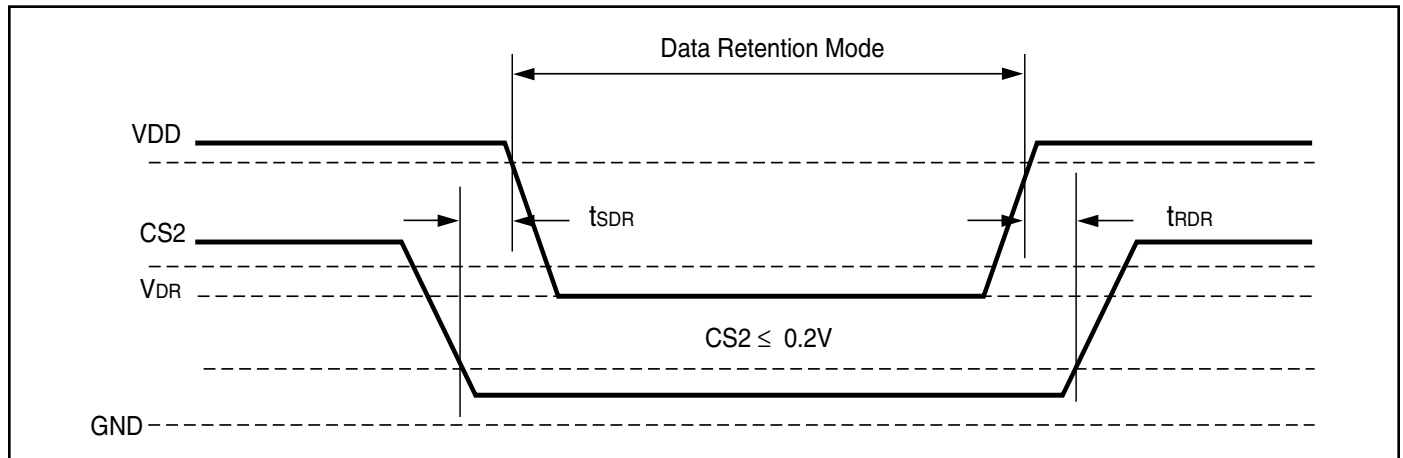 Data Retention Mode
VDD
tSDR
tRDR
CS2
VDR
CS2 ≤ 0.2V
GND